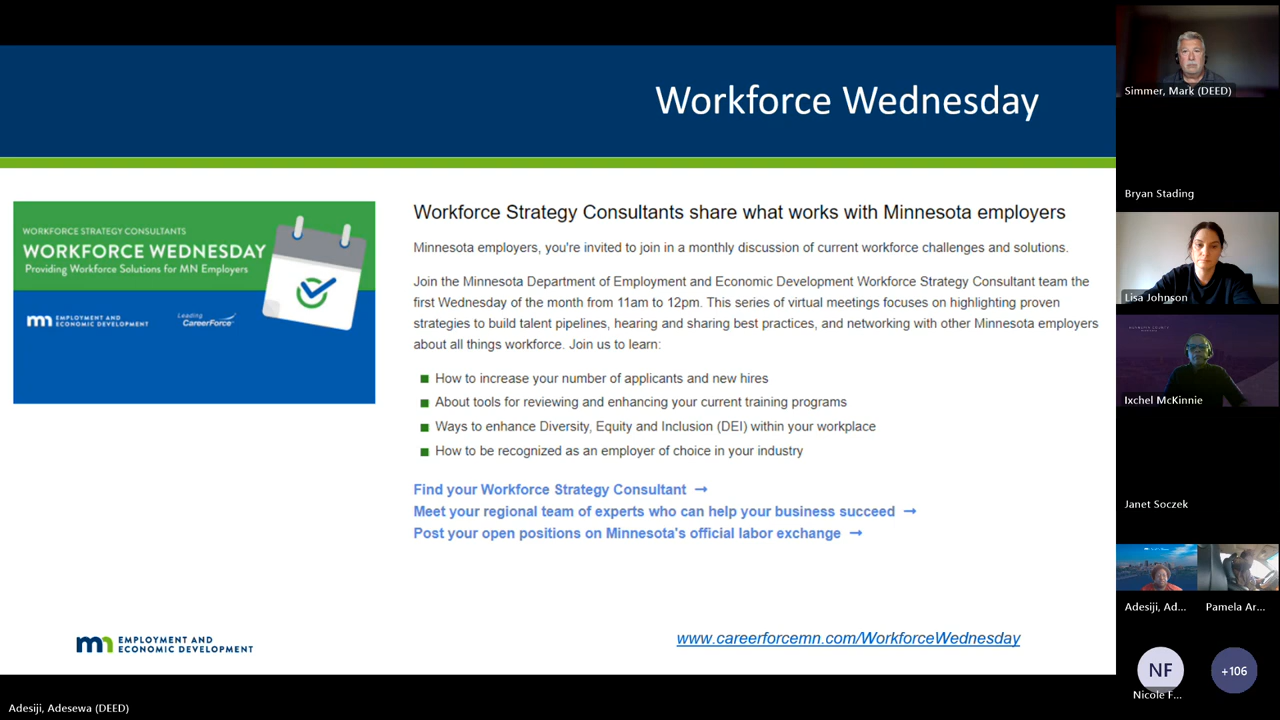 Workforce Wednesday
WORKFORCE STRATEGY CONSULTANTS
WORKFORCE WEDNESDAY
Providing Workforce Solutions for MN Employers
mn EMPLOYMENT AND
ECONOMIC DEVELOPMENT
Leading
CareerForce
Workforce Strategy Consultants share what works with Minnesota employers
Minnesota employers, you're invited to join in a monthly discussion of current workforce challenges and solutions.
Join the Minnesota Department of Employment and Economic Development Workforce Strategy Consultant team the
first Wednesday of the month from 11am to 12pm. This series of virtual meetings focuses on highlighting proven
strategies to build talent pipelines, hearing and sharing best practices, and networking with other Minnesota employers
about all things workforce. Join us to learn:
How to increase your number of applicants and new hires
About tools for reviewing and enhancing your current training programs
Ways to enhance Diversity, Equity and Inclusion (DEI) within your workplace
How to be recognized as an employer of choice in your industry
Find your Workforce Strategy Consultant →
Meet your regional team of experts who can help your business succeed →
Post your open positions on Minnesota's official labor exchange →
mn EMPLOYMENT AND
ECONOMIC DEVELOPMENT
www.careerforcemn.com/WorkforceWednesday
Adesiji, Adesewa (DEED)
Simmer, Mark (DEED)
Bryan Stading
Lisa Johnson
Ixchel McKinnie
Janet Soczek
Adesiji, Ad...
Pamela Ar...
NF
Nicole F...
+106